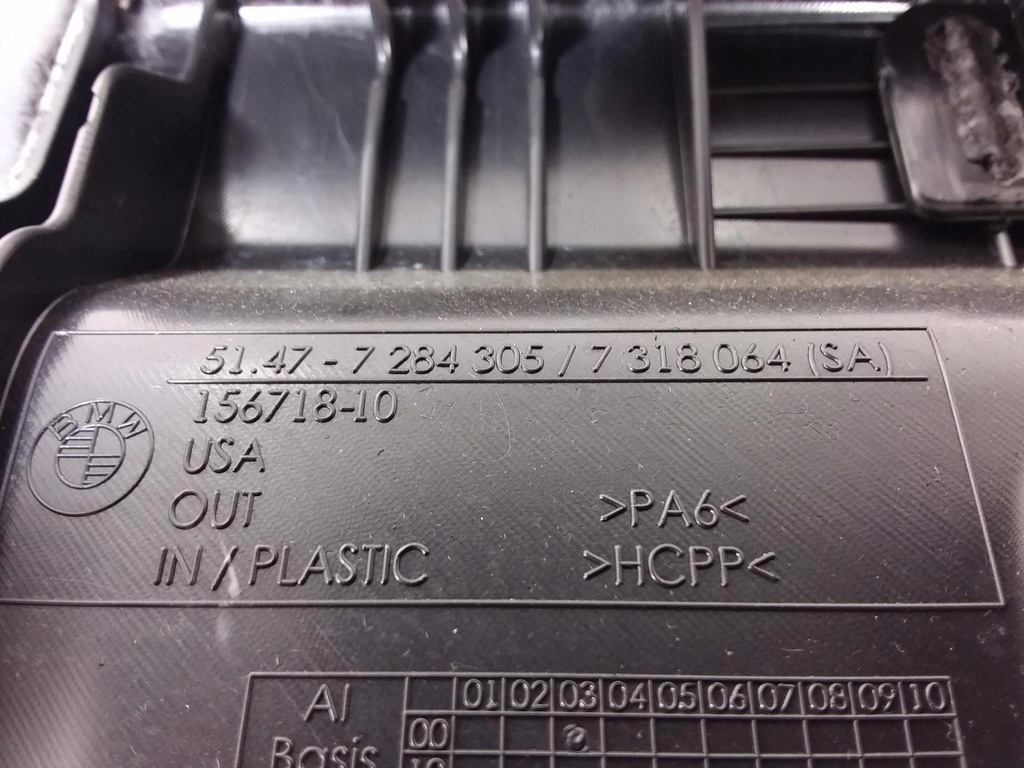 51.47 - 7 284 305 / 7 318 064 (SA)
156718-10
BMW
USA
OUT >PA6<
IN / PLASTIC >HCPP<
AI 01 02 03 04 05 06 07 08 09 10
Basis 00
10